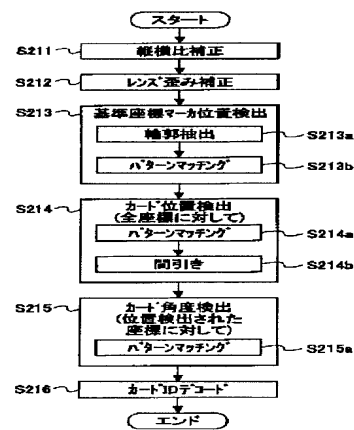 スタート
S211
縦横比補正
S212
レンズ歪み補正
S213
基準座標マーカ位置検出
輪郭抽出
S213a
パターンマッチング
S213b
S214
カード位置検出
(全座標に対して)
パターンマッチング
S214a
間引き
S214b
S215
カード角度検出
(位置検出された
座標に対して)
パターンマッチング
S215a
S216
カードIDデコード
エンド